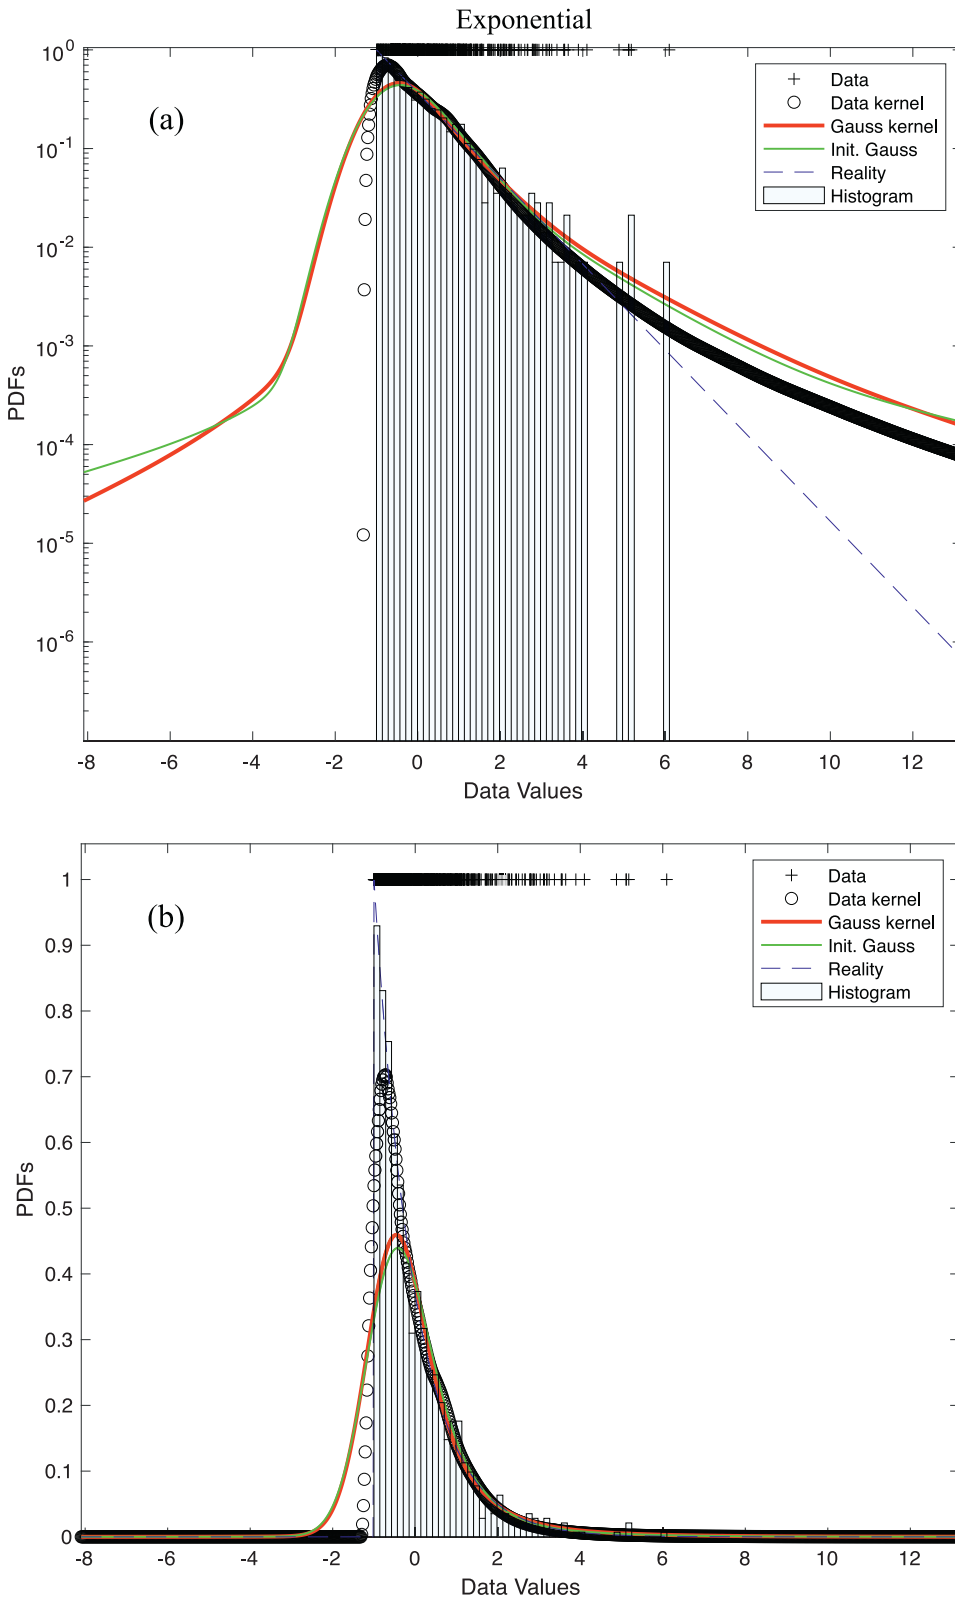 Exponential
(a)
10^0
10^-1
10^-2
10^-3
10^-4
10^-5
10^-6
PDFs
Data
Data kernel
Gauss kernel
Init. Gauss
Reality
Histogram
-8 -6 -4 -2 0 2 4 6 8 10 12
Data Values
(b)
1
0.9
0.8
0.7
0.6
0.5
0.4
0.3
0.2
0.1
0
PDFs
Data
Data kernel
Gauss kernel
Init. Gauss
Reality
Histogram
-8 -6 -4 -2 0 2 4 6 8 10 12
Data Values